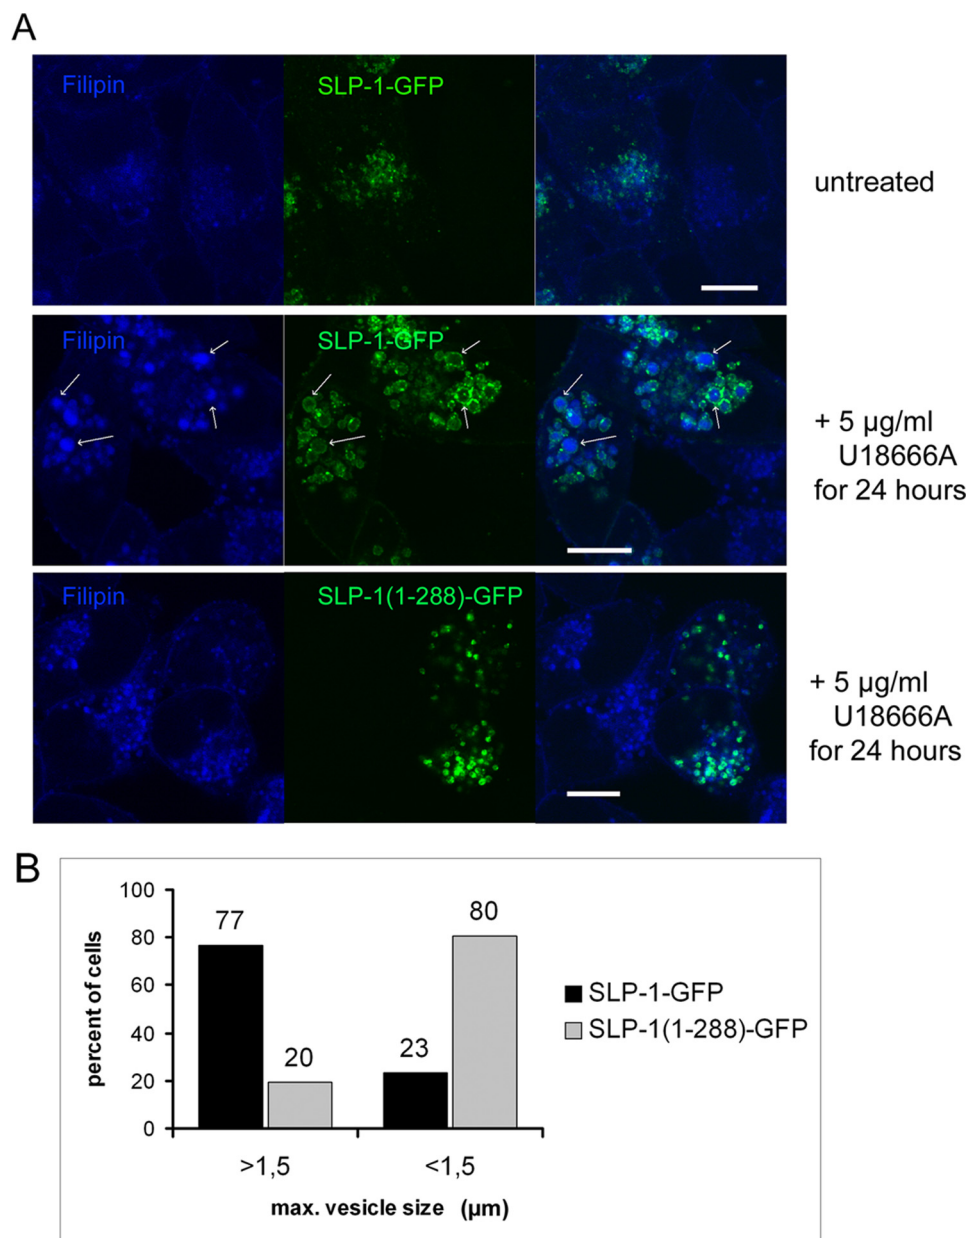 A
Filipin
SLP-1-GFP
untreated
Filipin
SLP-1-GFP
+ 5 µg/ml
U18666A
for 24 hours
Filipin
SLP-1(1-288)-GFP
+ 5 µg/ml
U18666A
for 24 hours
B
percent of cells
100
80
60
40
20
0
77
20
23
80
>1,5
<1,5
max. vesicle size (µm)
SLP-1-GFP
SLP-1(1-288)-GFP